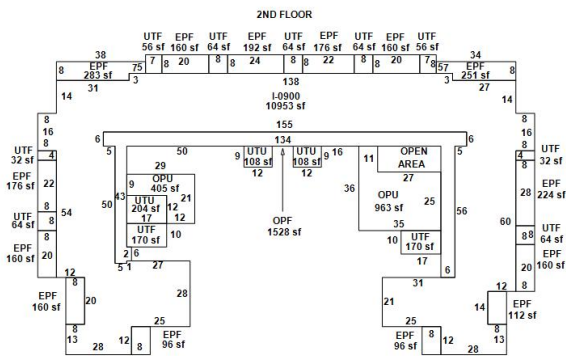 2ND FLOOR
UTF EPF UTF EPF UTF EPF UTF EPF UTF
56 sf 160 sf 64 sf 192 sf 64 sf 176 sf 64 sf 160 sf 56 sf
38 34
7 8 20 8 8 24 8 8 22 8 8 20 7 8
8 EPF 75 57 EPF 8
283 sf 251 sf
31 3 138 3 27
14 I-0900 14
10953 sf
8 8
16 155 16
6 134 6
UTF 8 5 50 9 UTU 9 UTU 16 OPEN 5 8 UTF
32 sf 4 108 sf 108 sf 11 AREA 4 32 sf
29 12 12 27
EPF 8 9 OPU 8 EPF
176 sf 22 43 405 sf 21 36 OPU 25 28 224 sf
50 UTU 12 963 sf 56
204 sf
UTF 8 54 17 12 OPF 35 60 8 8 UTF
64 sf 8 UTF 10 1528 sf 10 UTF 64 sf
170 sf 170 sf
EPF 20 2 6 17 20 EPF
160 sf 5 1 27 6 160 sf
12 31 12
EPF 8 20 28 21 14 8 EPF
160 sf 112 sf
8 25 25 8
13 12 8 EPF EPF 8 12 13
28 96 sf 96 sf 28